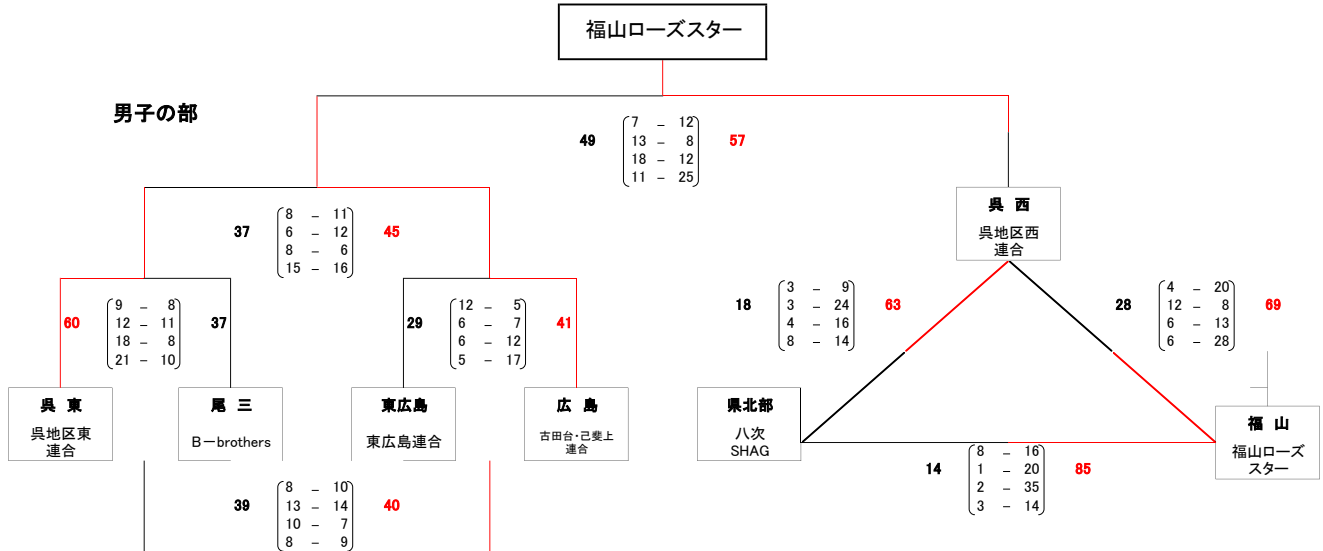 福山ローズスター
男子の部
49
7 － 12
13 － 8
18 － 12
11 － 25
57
37
8 － 11
6 － 12
8 － 6
15 － 16
45
呉 西
呉地区西
連合
60
9 － 8
12 － 11
18 － 8
21 － 10
37
29
12 － 5
6 － 7
6 － 12
5 － 17
41
18
3 － 9
3 － 24
4 － 16
8 － 14
63
28
4 － 20
12 － 8
6 － 13
6 － 28
69
呉 東
呉地区東
連合
尾 三
B－brothers
東広島
東広島連合
広 島
古田台・己斐上
連合
県北部
八次
SHAG
福 山
福山ローズ
スター
14
8 － 16
1 － 20
2 － 35
3 － 14
85
39
8 － 10
13 － 14
10 － 7
8 － 9
40